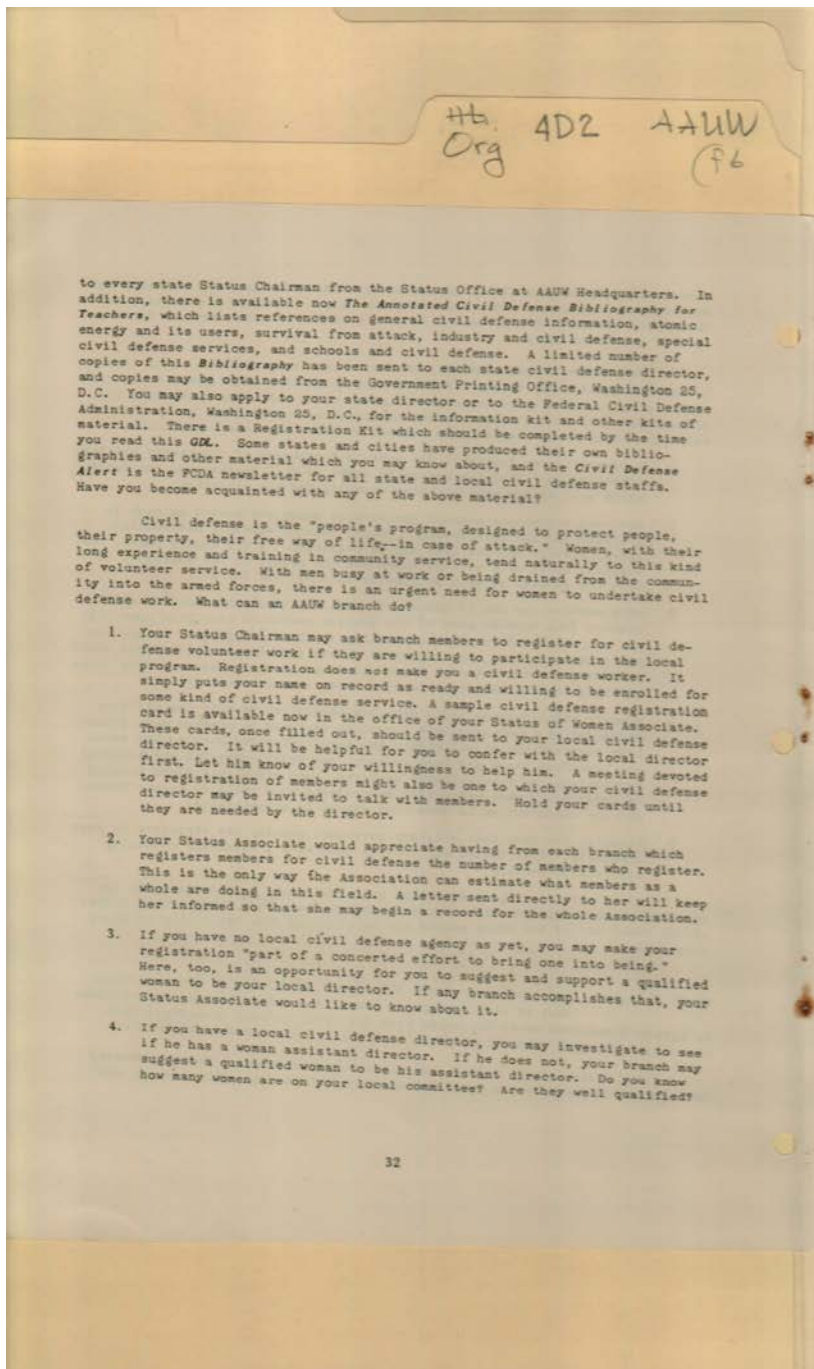 Org 4D2 AAUW
to every state Status Chairman from the Status Office at AAUW Headquarters. In
addition, there is available now The Annotated Civil Defense Bibliography for
Teachers, which lists references on general civil defense information, atomic
energy and its users, survival from attack, industry and civil defense, special
civil defense services, and schools and civil defense. A limited number of
copies of this Bibliography has been sent to each state civil defense director,
and copies may be obtained from the Government Printing Office, Washington 25,
D.C. You may also apply to your state director or to the Federal Civil Defense
Administration, Washington 25, D.C., for the information kit and other kits of
material. There is a Registration Kit which should be completed by the time
you read this GDL. Some states and cities have produced their own biblio-
graphies and other material which you may know about, and the Civil Defense
Alert is the FCDA newsletter for all state and local civil defense staffs.
Have you become acquainted with any of the above material?
Civil defense is the "people's program, designed to protect people,
their property, their free way of life,--in case of attack." Women, with their
long experience and training in community service, tend naturally to this kind
of volunteer service. With men busy at work or being drained from the commun-
ity into the armed forces, there is an urgent need for women to undertake civil
defense work. What can an AAUW branch do?
1. Your Status Chairman may ask branch members to register for civil de-
fense volunteer work if they are willing to participate in the local
program. Registration does not make you a civil defense worker. It
simply puts your name on record as ready and willing to be enrolled for
some kind of civil defense service. A sample civil defense registration
card is available now in the office of your Status of Women Associate.
These cards, once filled out, should be sent to your local civil defense
director. It will be helpful for you to confer with the local director
first. Let him know of your willingness to help him. A meeting devoted
to registration of members might also be one to which your civil defense
director may be invited to talk with members. Hold your cards until
they are needed by the director.
2. Your Status Associate would appreciate having from each branch which
registers members for civil defense the number of members who register.
This is the only way the Association can estimate what members as a
whole are doing in this field. A letter sent directly to her will keep
her informed so that she may begin a record for the whole Association.
3. If you have no local civil defense agency as yet, you may make your
registration "part of a concerted effort to bring one into being."
Here, too, is an opportunity for you to suggest and support a qualified
woman to be your local director. If any branch accomplishes that, your
Status Associate would like to know about it.
4. If you have a local civil defense director, you may investigate to see
if he has a woman assistant director. If he does not, your branch may
suggest a qualified woman to be his assistant director. Do you know
how many women are on your local committee? Are they well qualified?
32